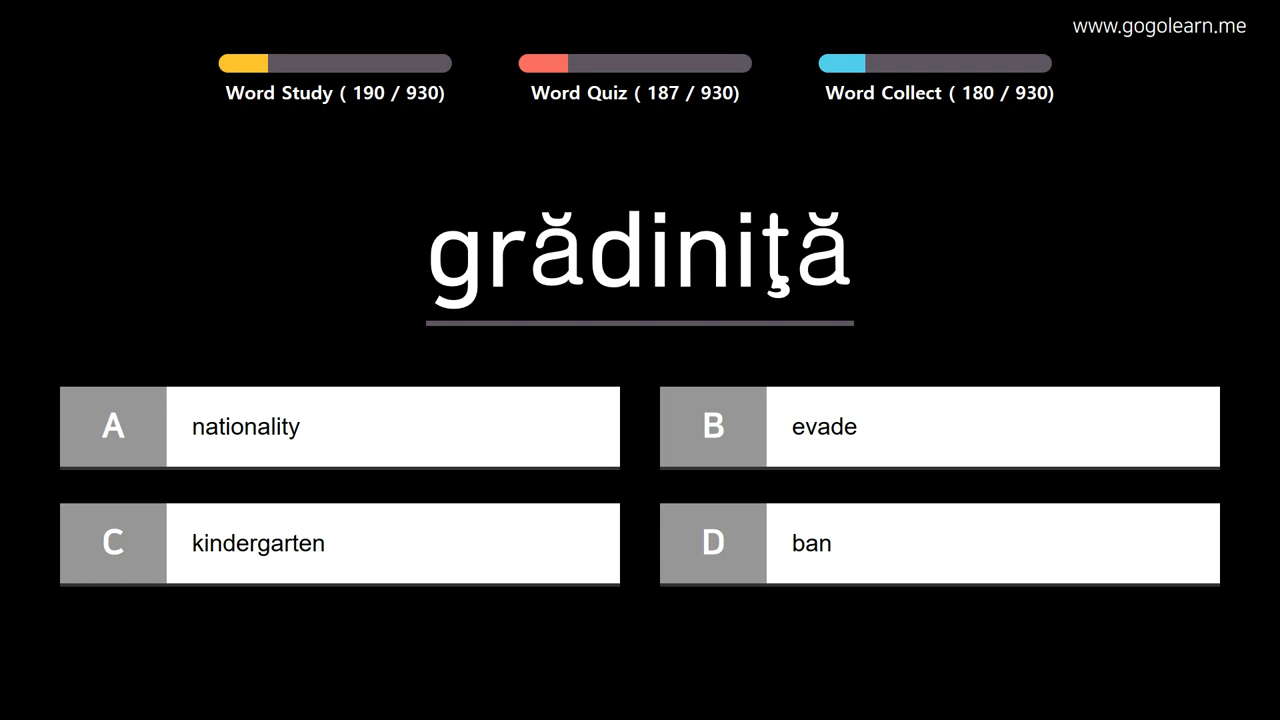 www.gogolearn.me
Word Study ( 190 / 930)
Word Quiz ( 187 / 930)
Word Collect ( 180 / 930)
grădiniţă
A nationality
B evade
C kindergarten
D ban